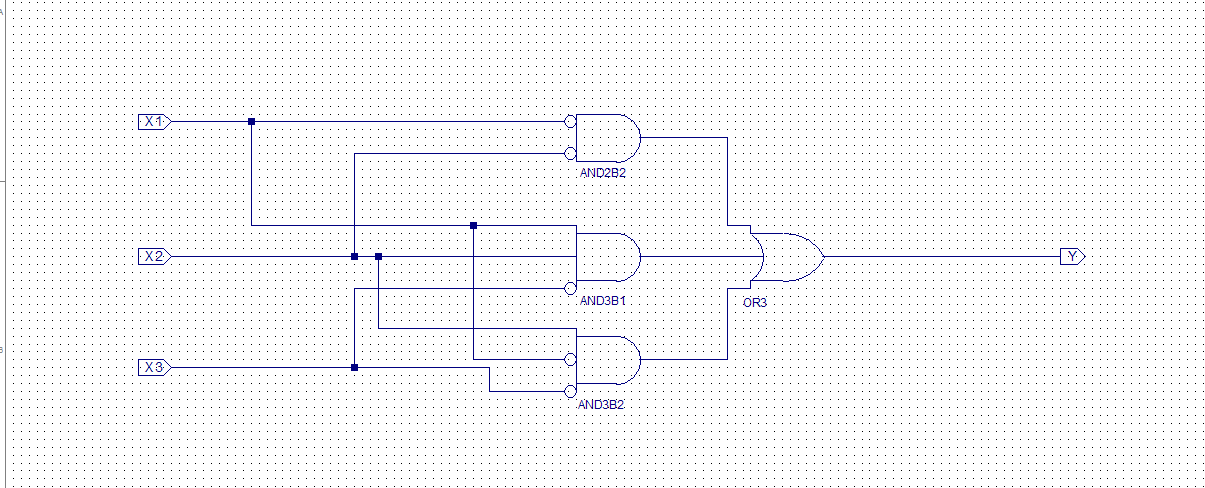 A
X1
AND2B2
X2
Y
AND3B1
OR3
B
X3
AND3B2